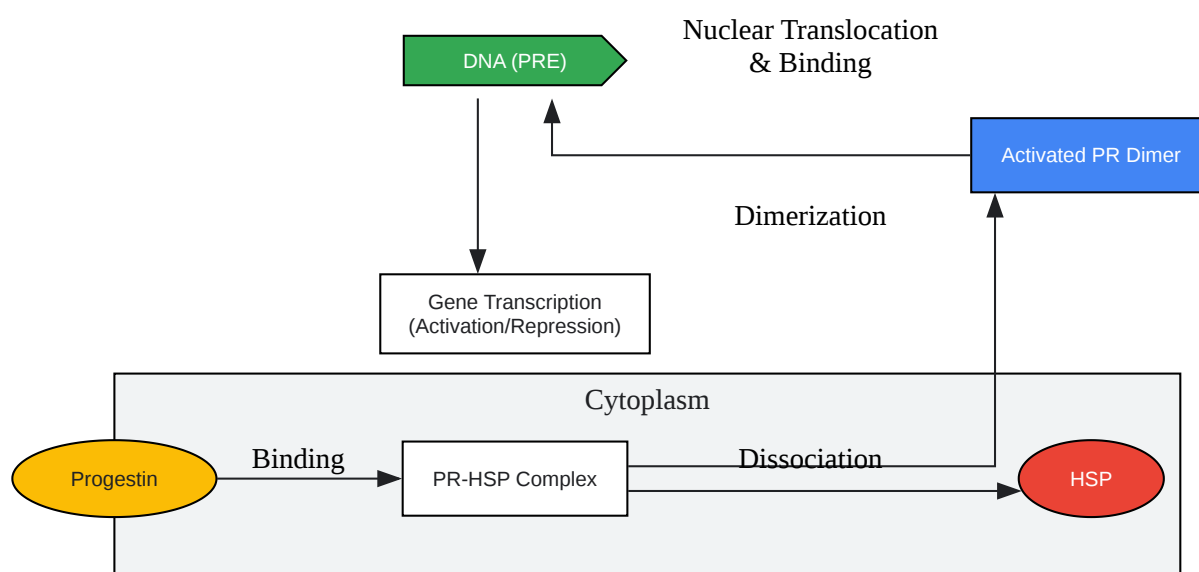 Nuclear Translocation
& Binding
DNA (PRE)
Activated PR Dimer
Dimerization
Gene Transcription
(Activation/Repression)
Cytoplasm
Progestin
Binding
PR-HSP Complex
Dissociation
HSP